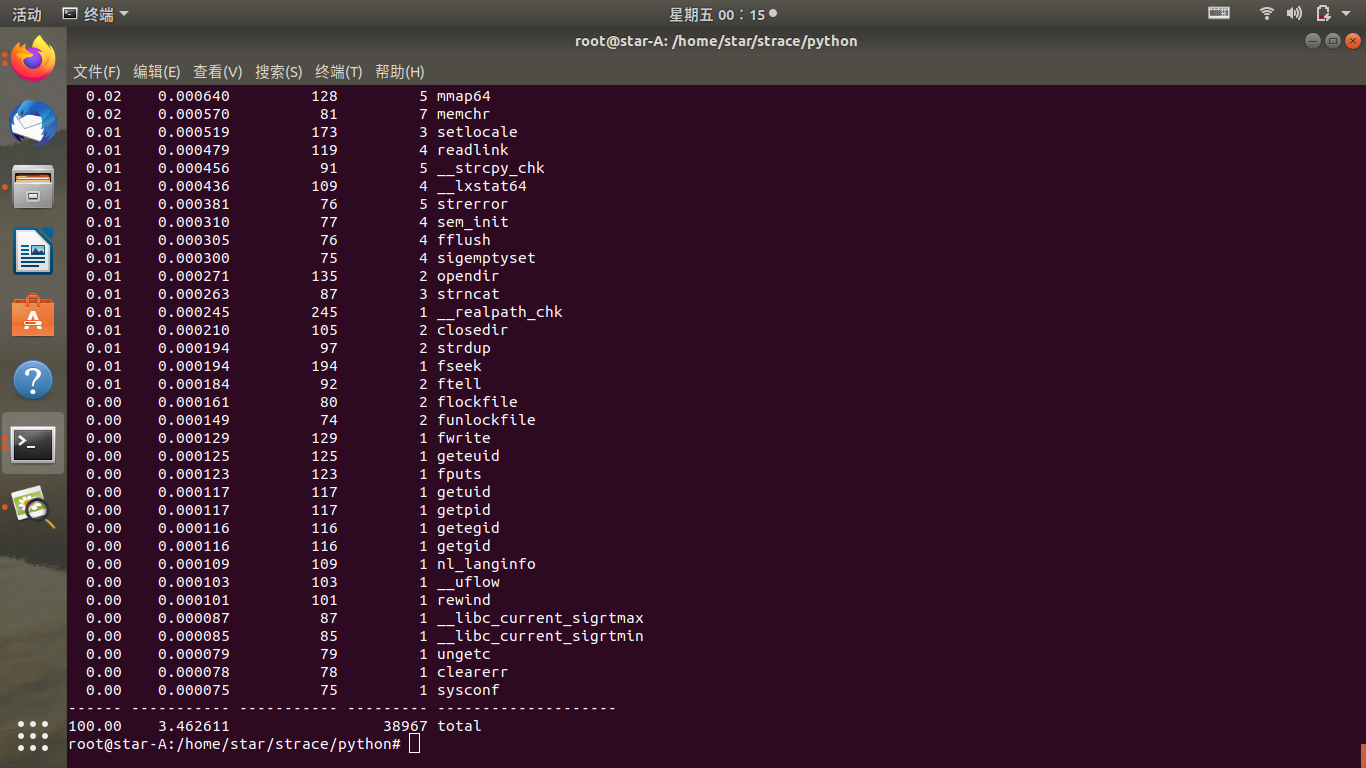 活动 终端 星期五 00：15
root@star-A: /home/star/strace/python
文件(F) 编辑(E) 查看(V) 搜索(S) 终端(T) 帮助(H)
0.02 0.000640 128 5 mmap64
0.02 0.000570 81 7 memchr
0.01 0.000519 173 3 setlocale
0.01 0.000479 119 4 readlink
0.01 0.000456 91 5 __strcpy_chk
0.01 0.000436 109 4 __lxstat64
0.01 0.000381 76 5 strerror
0.01 0.000310 77 4 sem_init
0.01 0.000305 76 4 fflush
0.01 0.000300 75 4 sigemptyset
0.01 0.000271 135 2 opendir
0.01 0.000263 87 3 strncat
0.01 0.000245 245 1 __realpath_chk
0.01 0.000210 105 2 closedir
0.01 0.000194 97 2 strdup
0.01 0.000194 194 1 fseek
0.01 0.000184 92 2 ftell
0.00 0.000161 80 2 flockfile
0.00 0.000149 74 2 funlockfile
0.00 0.000129 129 1 fwrite
0.00 0.000125 125 1 geteuid
0.00 0.000123 123 1 fputs
0.00 0.000117 117 1 getuid
0.00 0.000117 117 1 getpid
0.00 0.000116 116 1 getegid
0.00 0.000116 116 1 getgid
0.00 0.000109 109 1 nl_langinfo
0.00 0.000103 103 1 __uflow
0.00 0.000101 101 1 rewind
0.00 0.000087 87 1 __libc_current_sigrtmax
0.00 0.000085 85 1 __libc_current_sigrtmin
0.00 0.000079 79 1 ungetc
0.00 0.000078 78 1 clearerr
0.00 0.000075 75 1 sysconf
------ ----------- ----------- --------- --------------------
100.00 3.462611 38967 total
root@star-A:/home/star/strace/python#